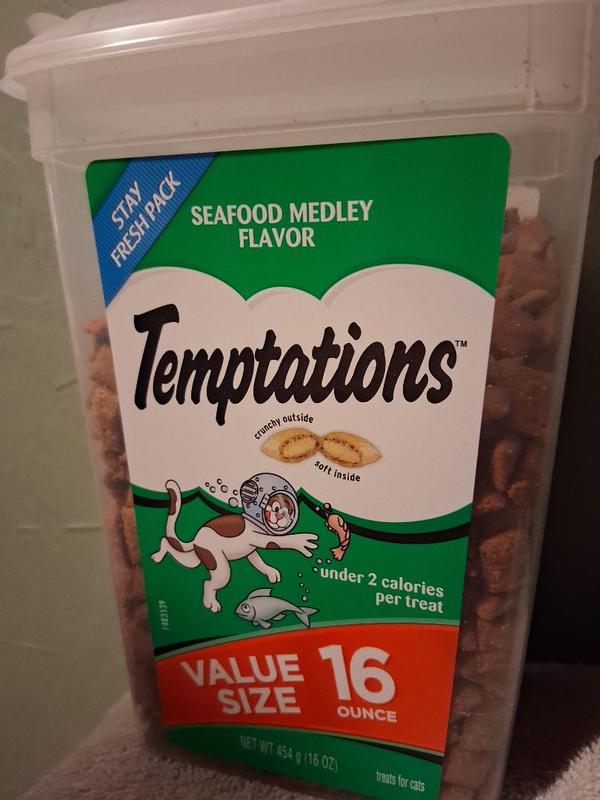 STAY
FRESH PACK
SEAFOOD MEDLEY
FLAVOR
Temptations™
crunchy outside
soft inside
under 2 calories
per treat
VALUE
SIZE
16
OUNCE
NET WT 454 g (16 OZ)
treats for cats